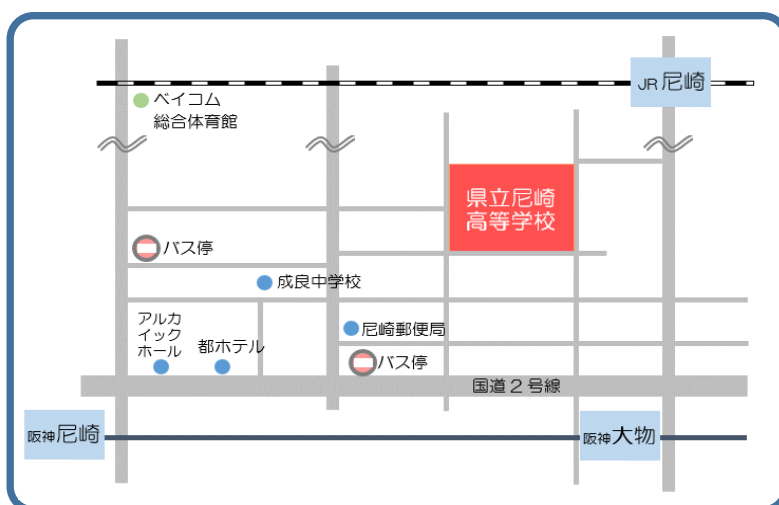 JR 尼崎
ベイコム
総合体育館
県立尼崎
高等学校
バス停
成良中学校
アルカ
イック
ホール
都ホテル
尼崎郵便局
バス停
国道２号線
阪神 尼崎
阪神 大物